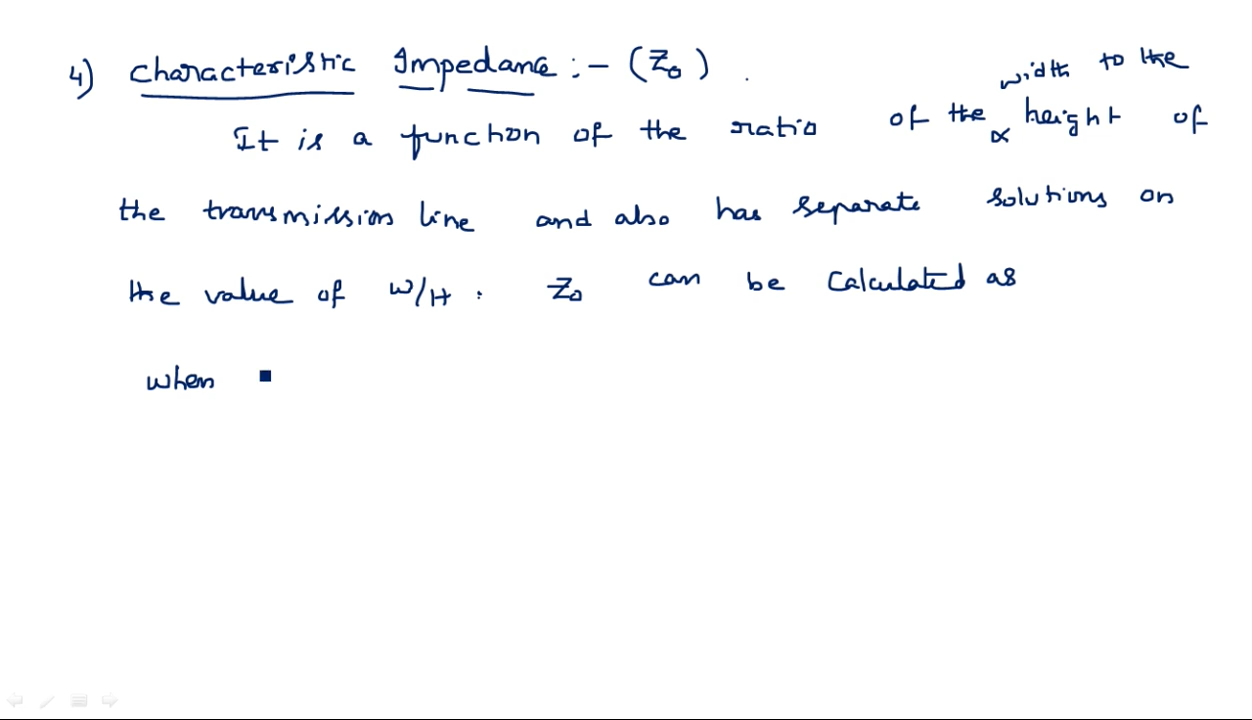 4) Characteristic Impedance :- (Z₀)
It is a function of the ratio of the width to the height of
the transmission line and also has separate solutions on
the value of W/H. Z₀ can be calculated as
when